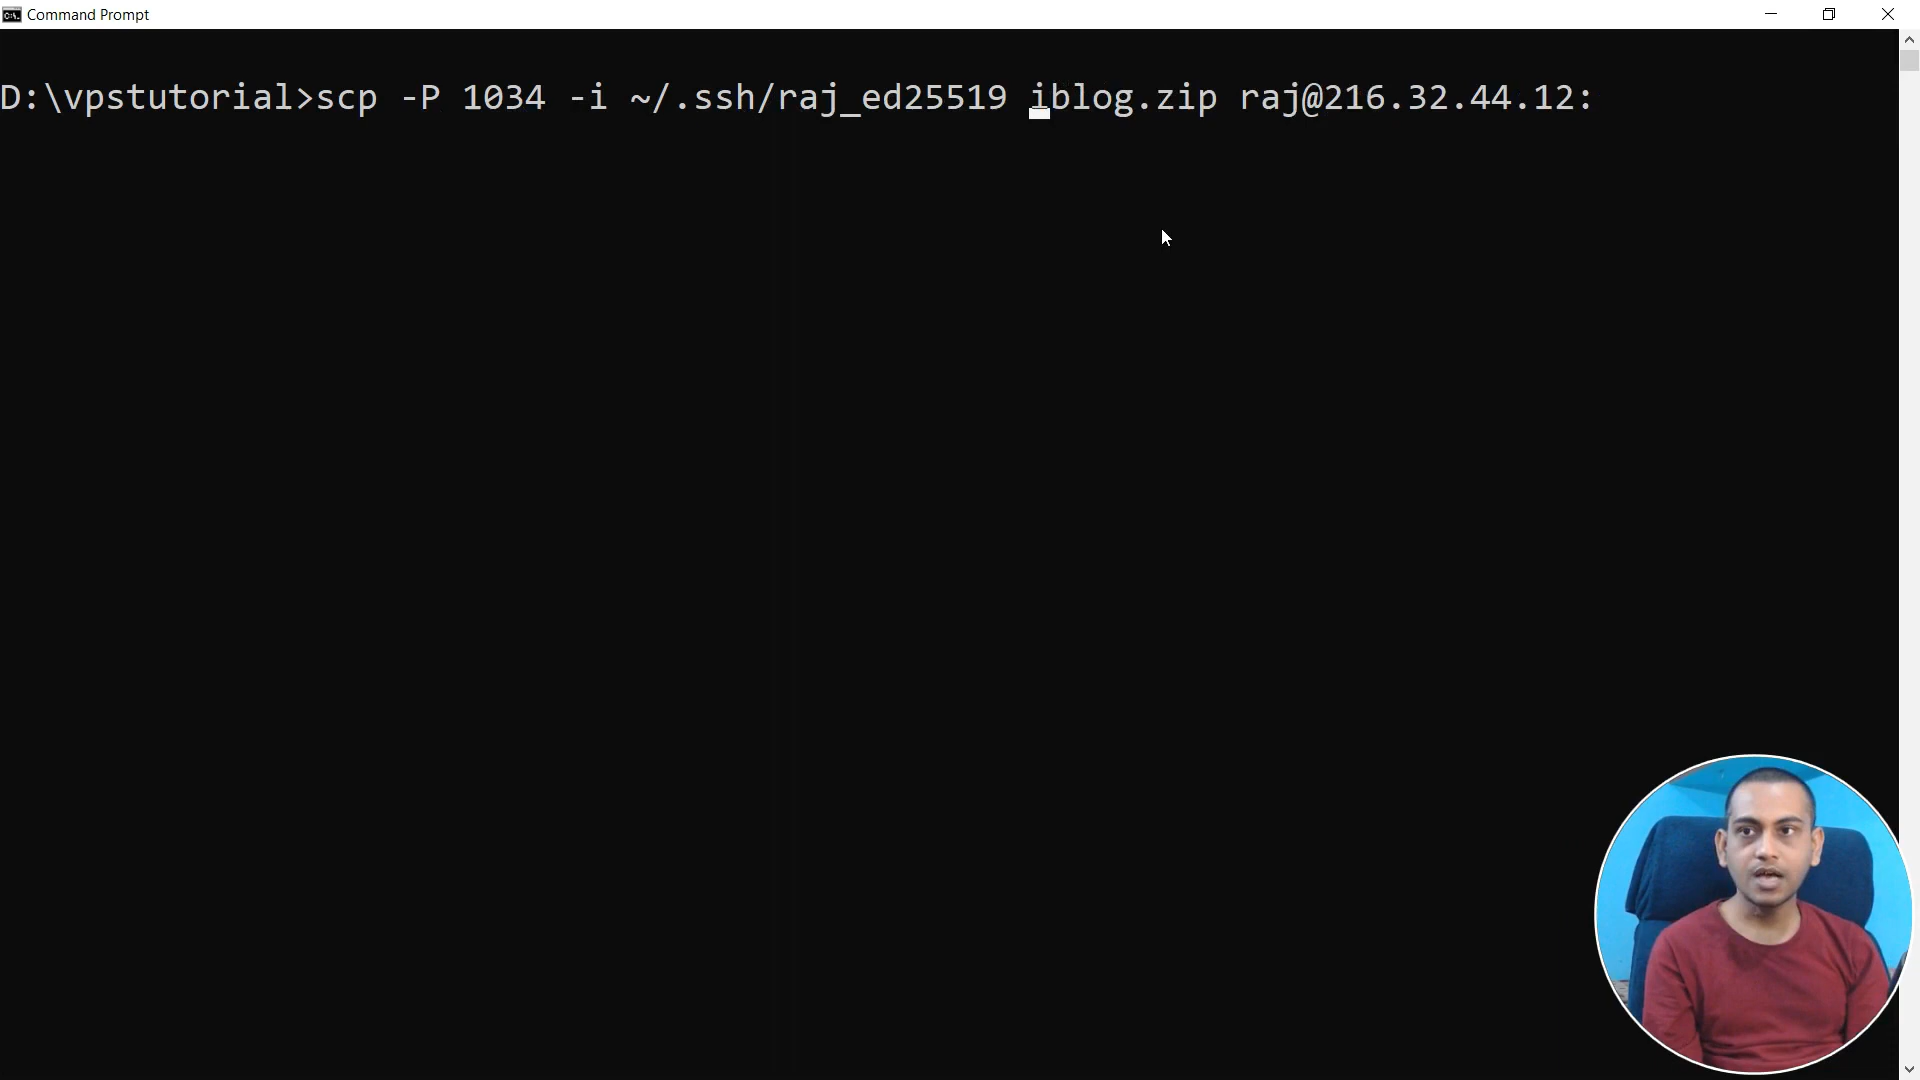 Command Prompt
D:\vpstutorial>scp -P 1034 -i ~/.ssh/raj_ed25519 iblog.zip raj@216.32.44.12: